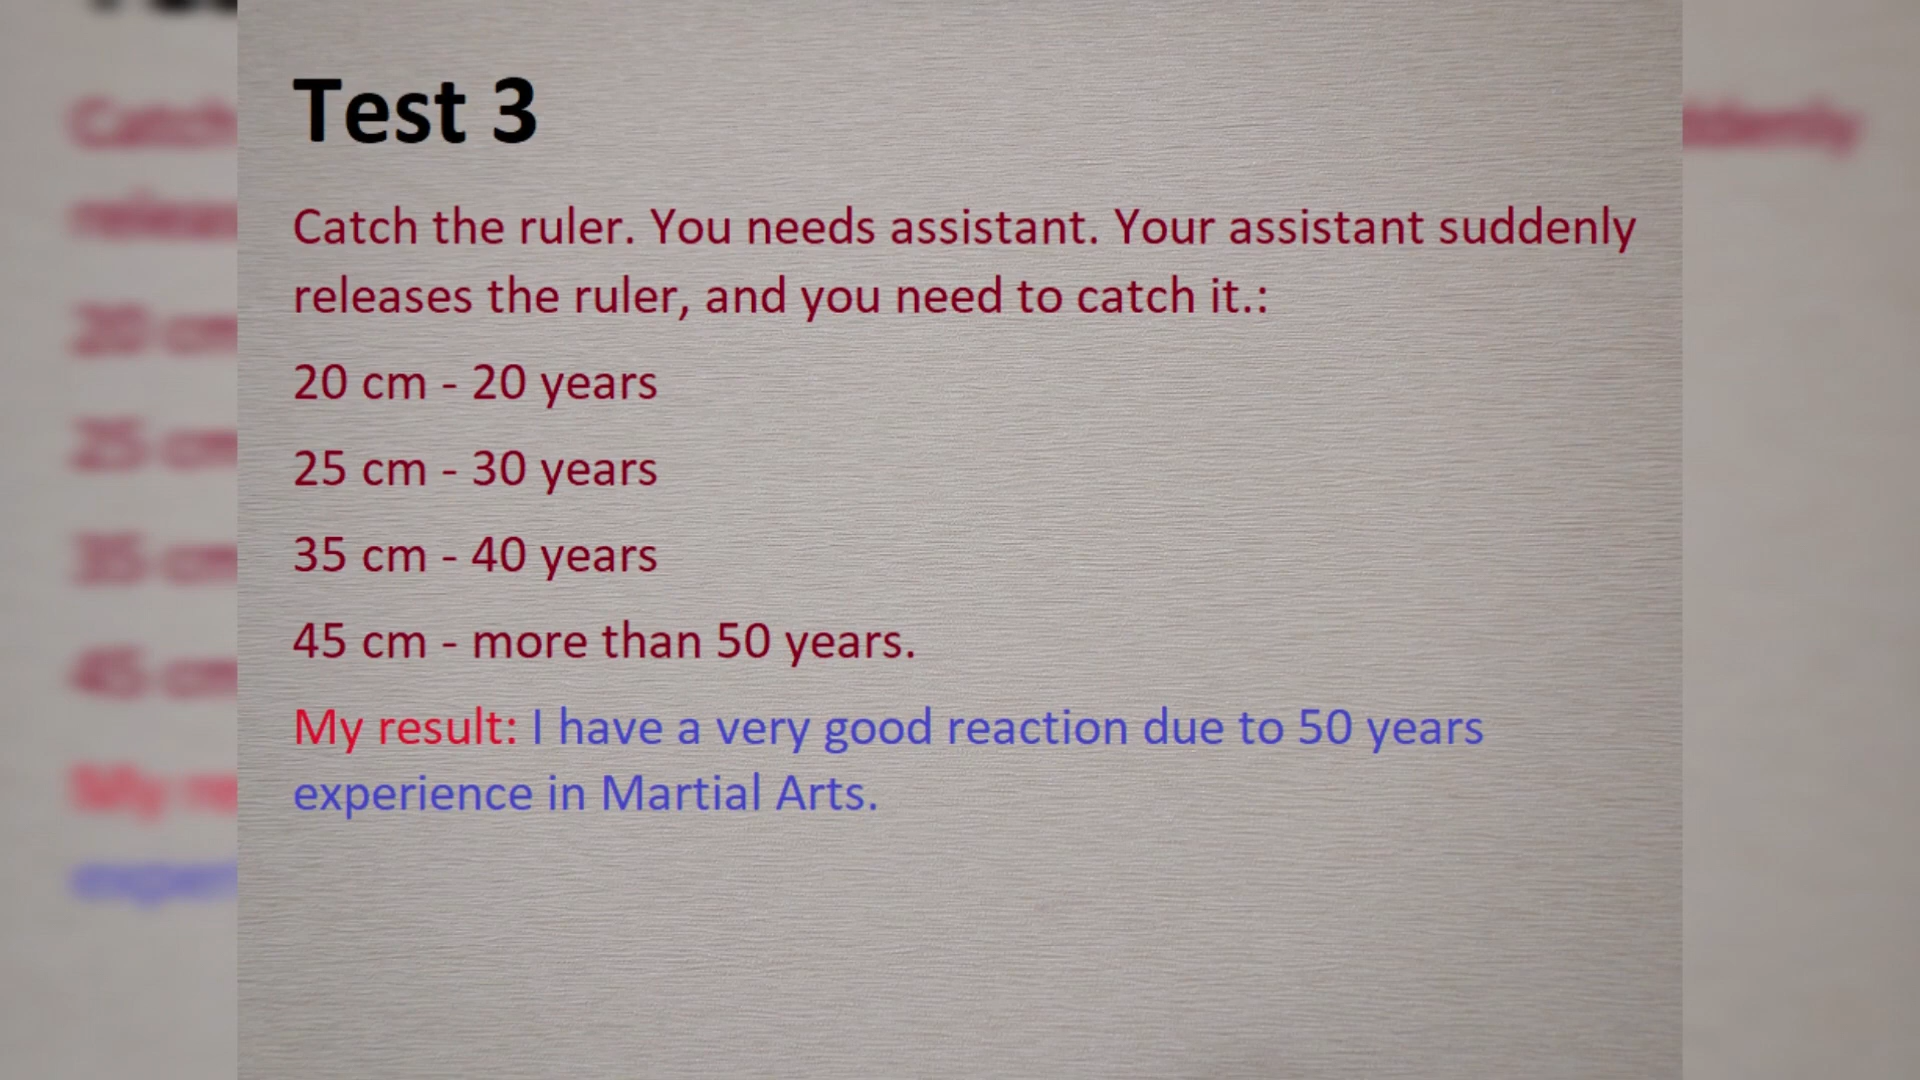 Test 3
Catch the ruler. You needs assistant. Your assistant suddenly
releases the ruler, and you need to catch it.:
20 cm - 20 years
25 cm - 30 years
35 cm - 40 years
45 cm - more than 50 years.
My result: I have a very good reaction due to 50 years
experience in Martial Arts.